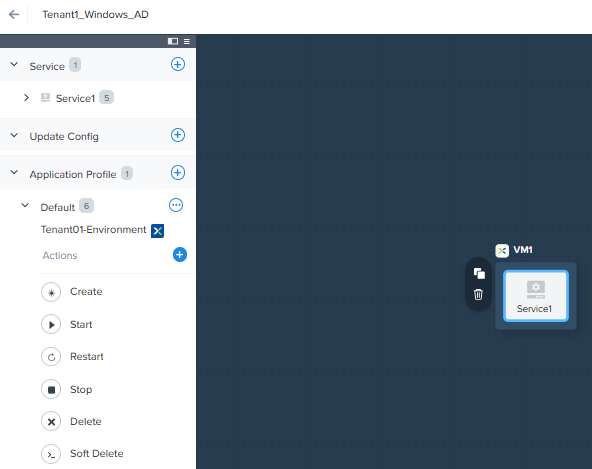 Tenant1_Windows_AD
Service 1
Service1 5
Update Config
Application Profile 1
Default 6
Tenant01-Environment
Actions
Create
Start
Restart
Stop
Delete
Soft Delete
VM1
Service1